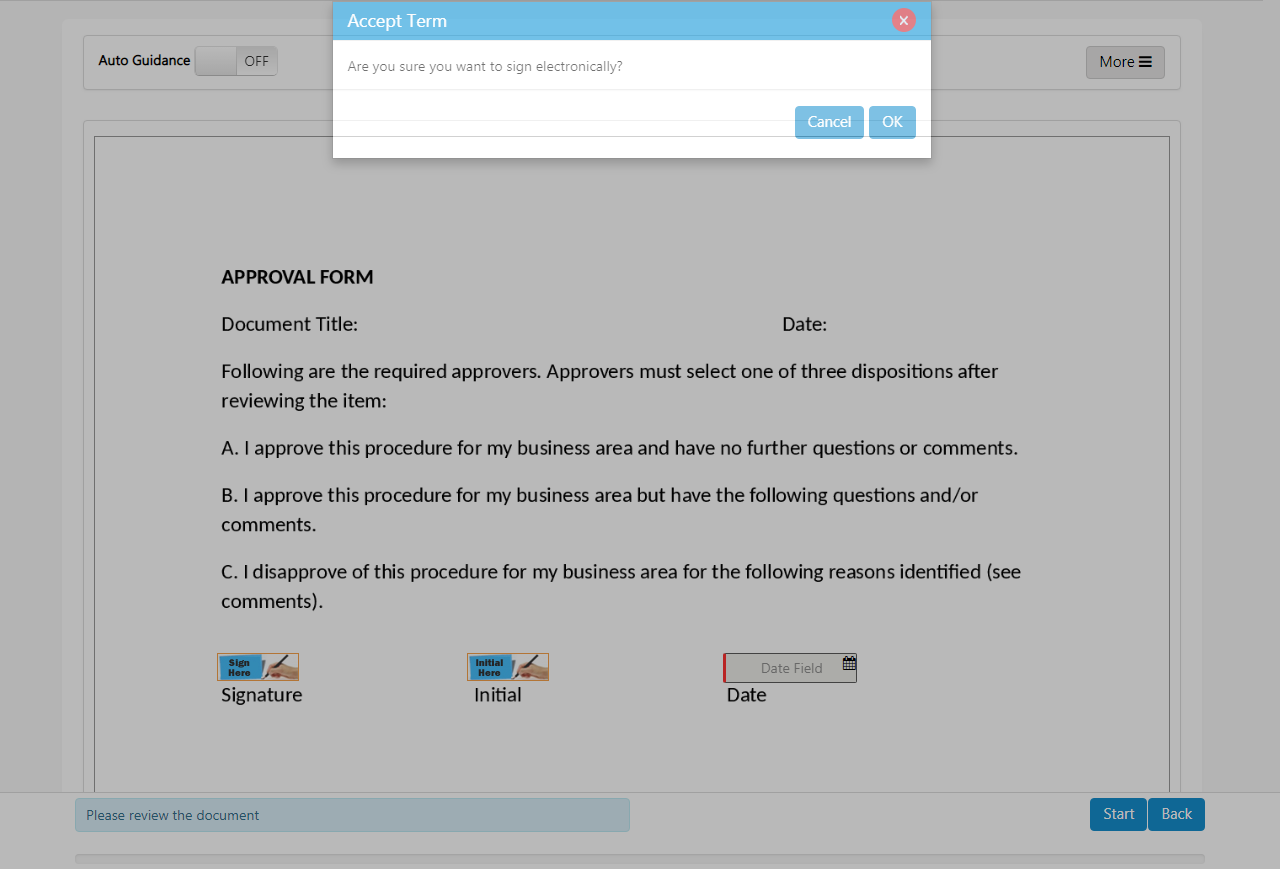 Accept Term
Are you sure you want to sign electronically?
Cancel OK
Auto Guidance OFF More
APPROVAL FORM
Document Title: Date:
Following are the required approvers. Approvers must select one of three dispositions after
reviewing the item:
A. I approve this procedure for my business area and have no further questions or comments.
B. I approve this procedure for my business area but have the following questions and/or
comments.
C. I disapprove of this procedure for my business area for the following reasons identified (see
comments).
Sign
Here
Initial
Here
Date Field
Signature Initial Date
Please review the document Start Back